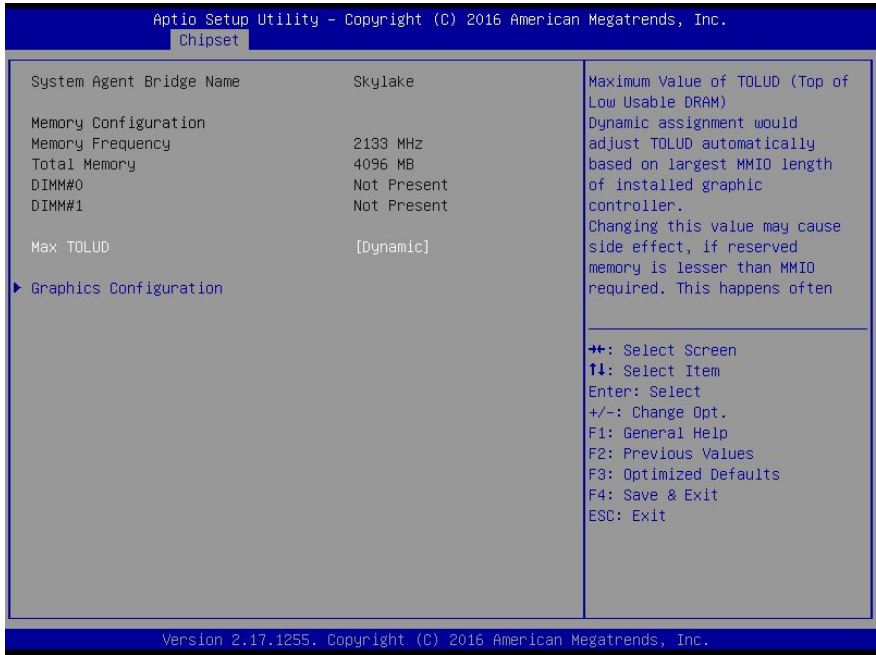 Aptio Setup Utility – Copyright (C) 2016 American Megatrends, Inc.
Chipset
System Agent Bridge Name Skylake
Memory Configuration
Memory Frequency 2133 MHz
Total Memory 4096 MB
DIMM#0 Not Present
DIMM#1 Not Present
Max TOLUD [Dynamic]
Graphics Configuration
Maximum Value of TOLUD (Top of
Low Usable DRAM)
Dynamic assignment would
adjust TOLUD automatically
based on largest MMIO length
of installed graphic
controller.
Changing this value may cause
side effect, if reserved
memory is lesser than MMIO
required. This happens often
→←: Select Screen
↑↓: Select Item
Enter: Select
+/-: Change Opt.
F1: General Help
F2: Previous Values
F3: Optimized Defaults
F4: Save & Exit
ESC: Exit
Version 2.17.1255. Copyright (C) 2016 American Megatrends, Inc.